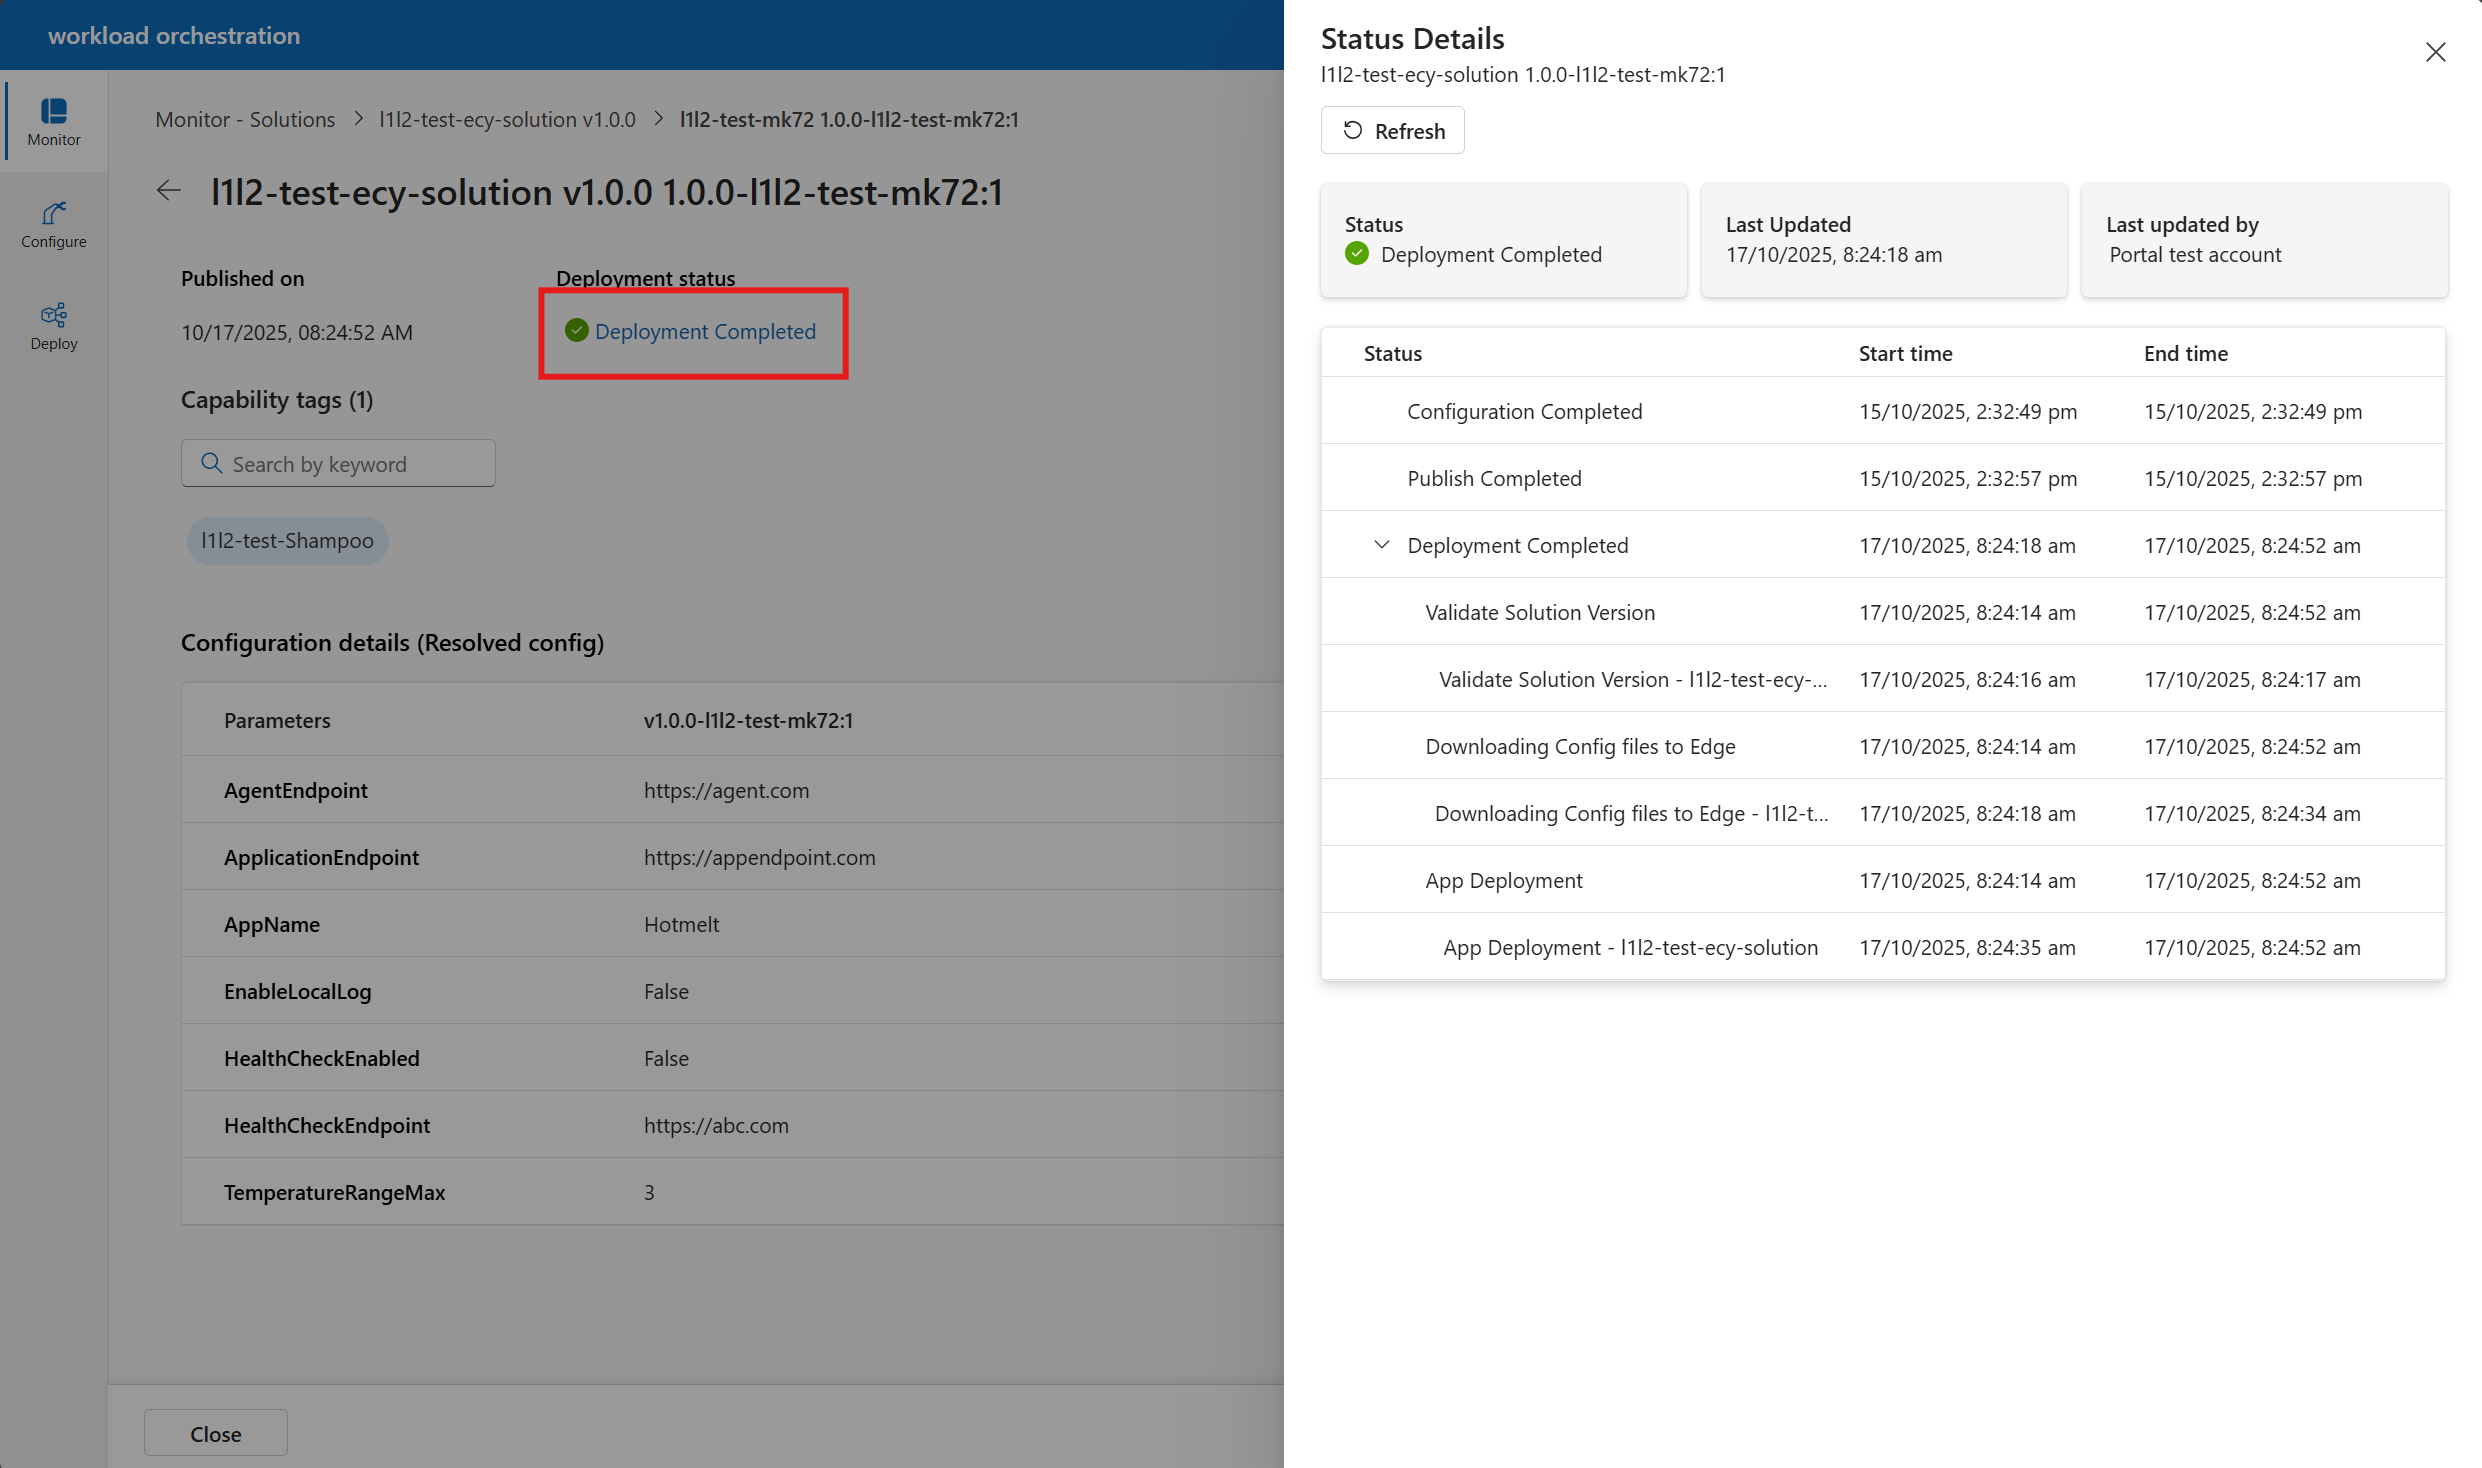 workload orchestration
Monitor
Configure
Deploy
Monitor - Solutions > l1l2-test-ecy-solution v1.0.0 > l1l2-test-mk72 1.0.0-l1l2-test-mk72:1
l1l2-test-ecy-solution v1.0.0 1.0.0-l1l2-test-mk72:1
Published on Deployment status
10/17/2025, 08:24:52 AM Deployment Completed
Capability tags (1)
Search by keyword
l1l2-test-Shampoo
Configuration details (Resolved config)
Parameters v1.0.0-l1l2-test-mk72:1
AgentEndpoint https://agent.com
ApplicationEndpoint https://appendpoint.com
AppName Hotmelt
EnableLocalLog False
HealthCheckEnabled False
HealthCheckEndpoint https://abc.com
TemperatureRangeMax 3
Close
Status Details
l1l2-test-ecy-solution 1.0.0-l1l2-test-mk72:1
Refresh
Status Last Updated Last updated by
Deployment Completed 17/10/2025, 8:24:18 am Portal test account
Status Start time End time
Configuration Completed 15/10/2025, 2:32:49 pm 15/10/2025, 2:32:49 pm
Publish Completed 15/10/2025, 2:32:57 pm 15/10/2025, 2:32:57 pm
Deployment Completed 17/10/2025, 8:24:18 am 17/10/2025, 8:24:52 am
Validate Solution Version 17/10/2025, 8:24:14 am 17/10/2025, 8:24:52 am
Validate Solution Version - l1l2-test-ecy-... 17/10/2025, 8:24:16 am 17/10/2025, 8:24:17 am
Downloading Config files to Edge 17/10/2025, 8:24:14 am 17/10/2025, 8:24:52 am
Downloading Config files to Edge - l1l2-t... 17/10/2025, 8:24:18 am 17/10/2025, 8:24:34 am
App Deployment 17/10/2025, 8:24:14 am 17/10/2025, 8:24:52 am
App Deployment - l1l2-test-ecy-solution 17/10/2025, 8:24:35 am 17/10/2025, 8:24:52 am